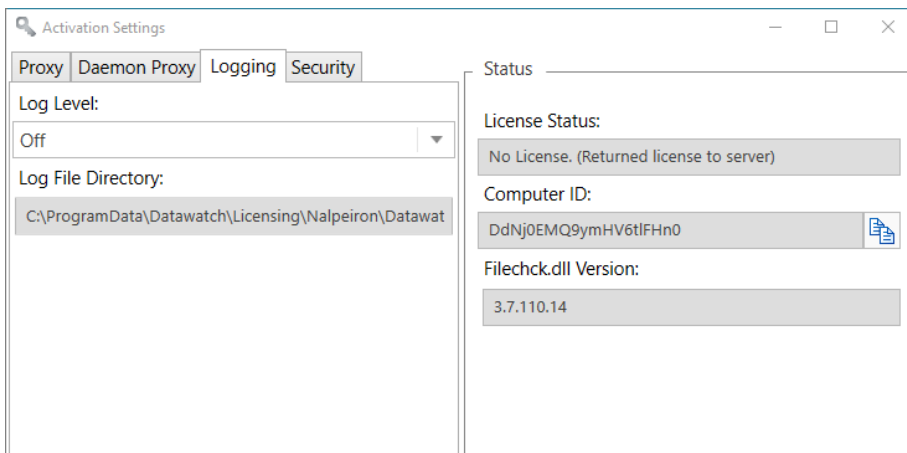 Activation Settings
Proxy Daemon Proxy Logging Security
Log Level:
Off
Log File Directory:
C:\ProgramData\Datawatch\Licensing\Nalpeiron\Datawat
Status
License Status:
No License. (Returned license to server)
Computer ID:
DdNj0EMQ9ymHV6tlFHn0
Filechck.dll Version:
3.7.110.14